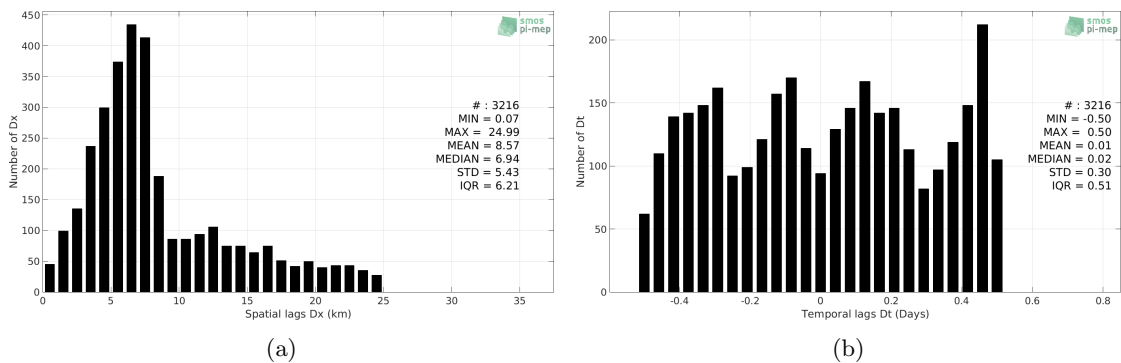 450
400
350
300
250
200
150
100
50
0
Number of Dx
0 5 10 15 20 25 30 35
Spatial lags Dx (km)
smos
pi-mep
# : 3216
MIN = 0.07
MAX = 24.99
MEAN = 8.57
MEDIAN = 6.94
STD = 5.43
IQR = 6.21
(a)
200
150
100
50
0
Number of Dt
-0.4 -0.2 0 0.2 0.4 0.6 0.8
Temporal lags Dt (Days)
smos
pi-mep
# : 3216
MIN = -0.50
MAX = 0.50
MEAN = 0.01
MEDIAN = 0.02
STD = 0.30
IQR = 0.51
(b)